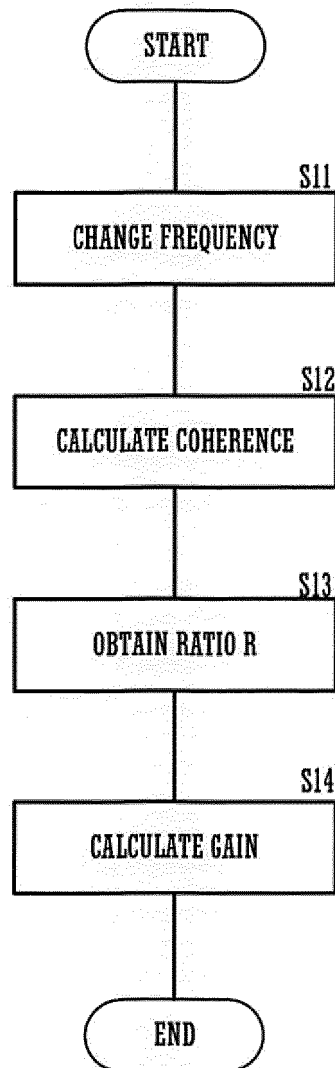 START
S11
CHANGE FREQUENCY
S12
CALCULATE COHERENCE
S13
OBTAIN RATIO R
S14
CALCULATE GAIN
END